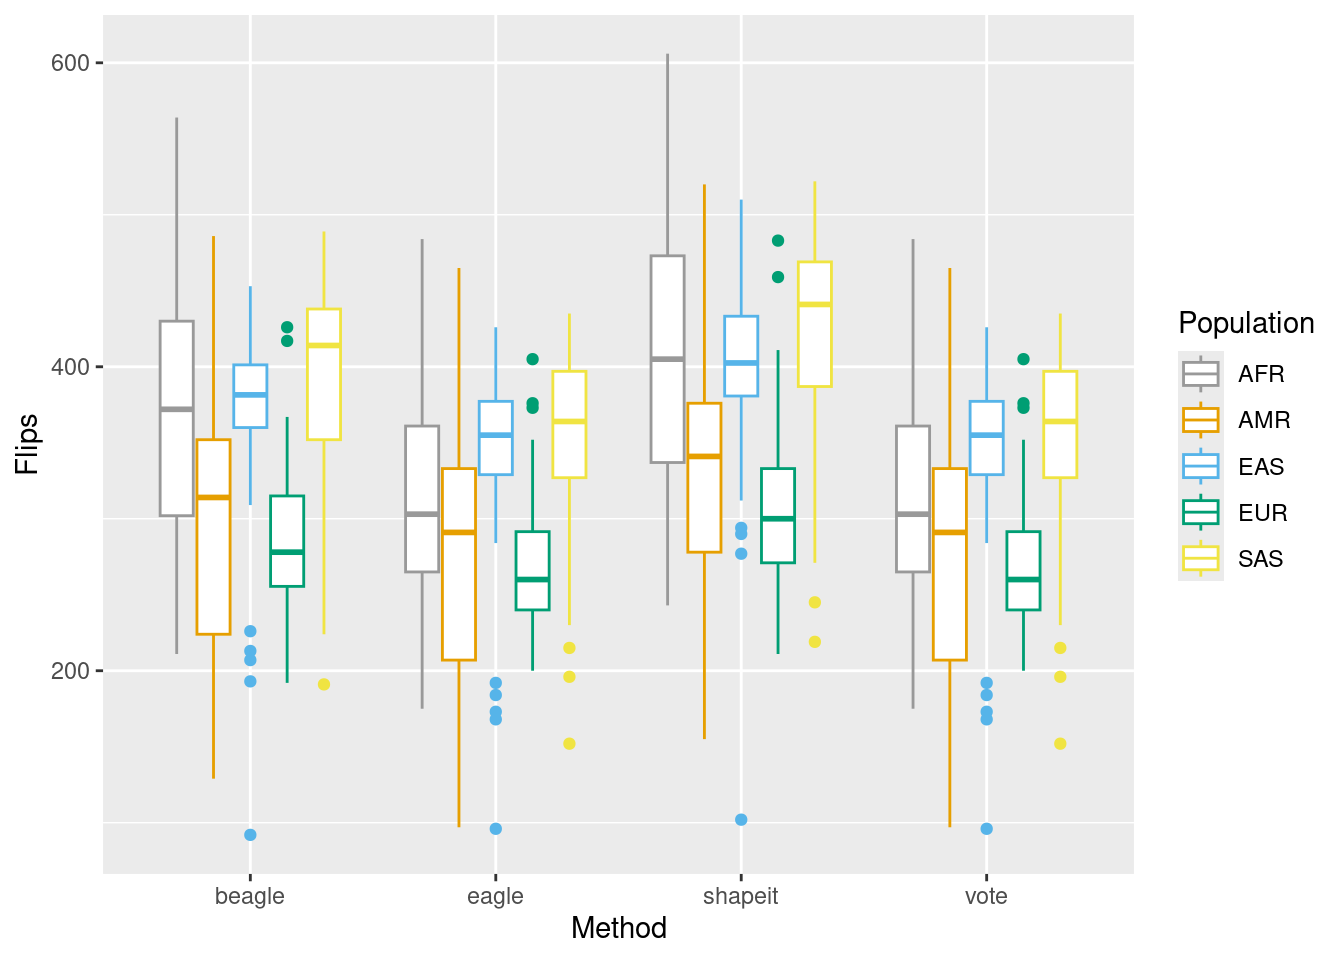 600
400
200
Flips
beagle
eagle
shapeit
vote
Method
Population
AFR
AMR
EAS
EUR
SAS